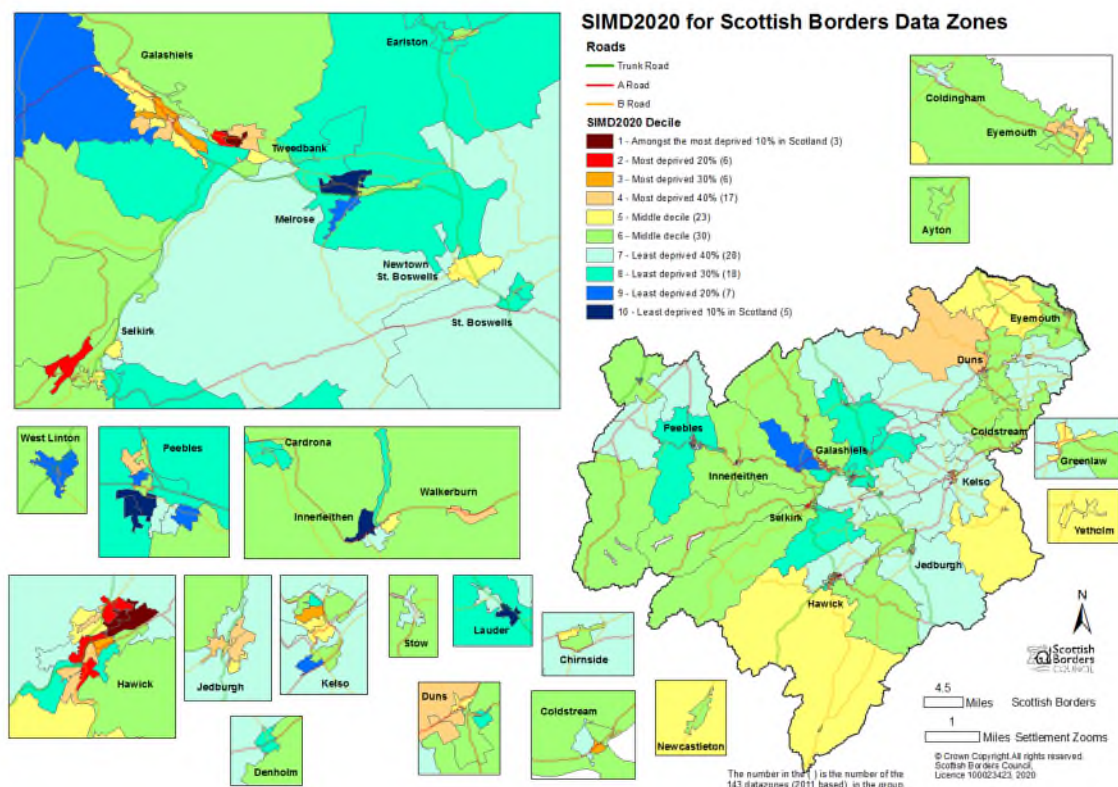 SIMD2020 for Scottish Borders Data Zones
Roads
Trunk Road
A Road
B Road
SIMD2020 Decile
1 - Amongst the most deprived 10% in Scotland (3)
2 - Most deprived 20% (6)
3 - Most deprived 30% (6)
4 - Most deprived 40% (17)
5 - Middle decile (23)
6 - Middle decile (30)
7 - Least deprived 40% (28)
8 - Least deprived 30% (18)
9 - Least deprived 20% (7)
10 - Least deprived 10% in Scotland (5)
Earlston
Galashiels
Tweedbank
Melrose
Newtown
St. Boswells
St. Boswells
Selkirk
Coldingham
Eyemouth
Ayton
Eyemouth
Duns
Coldstream
Peebles
Galashiels
Innerleithen
Kelso
Selkirk
Jedburgh
Hawick
Greenlaw
Yetholm
West Linton
Peebles
Cardrona
Walkerburn
Innerleithen
Hawick
Jedburgh
Kelso
Stow
Lauder
Chirnside
Denholm
Duns
Coldstream
Newcastleton
N
Scottish
Borders
COUNCIL
4.5
Miles Scottish Borders
1
Miles Settlement Zooms
© Crown Copyright. All rights reserved.
Scottish Borders Council,
Licence 100023423, 2020
The number in the ( ) is the number of the
143 datazones (2011 based), in the group